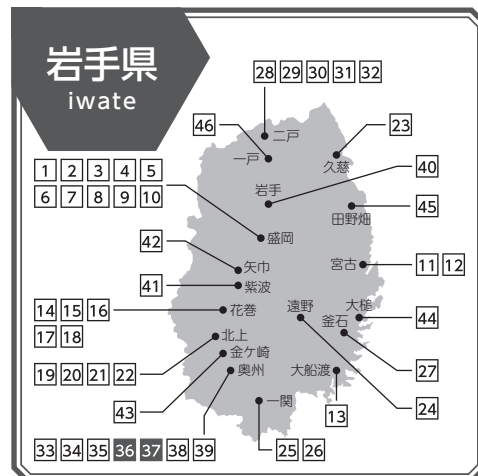 岩手県
iwate
28 29 30 31 32
46
二戸
23
一戸
久慈
1 2 3 4 5
40
6 7 8 9 10
岩手
45
田野畑
盛岡
42
矢巾
宮古
11 12
41
紫波
14 15 16
花巻
遠野
大槌
44
17 18
釜石
北上
27
19 20 21 22
金ケ崎
奥州
大船渡
43
13
24
一関
33 34 35 36 37 38 39
25 26